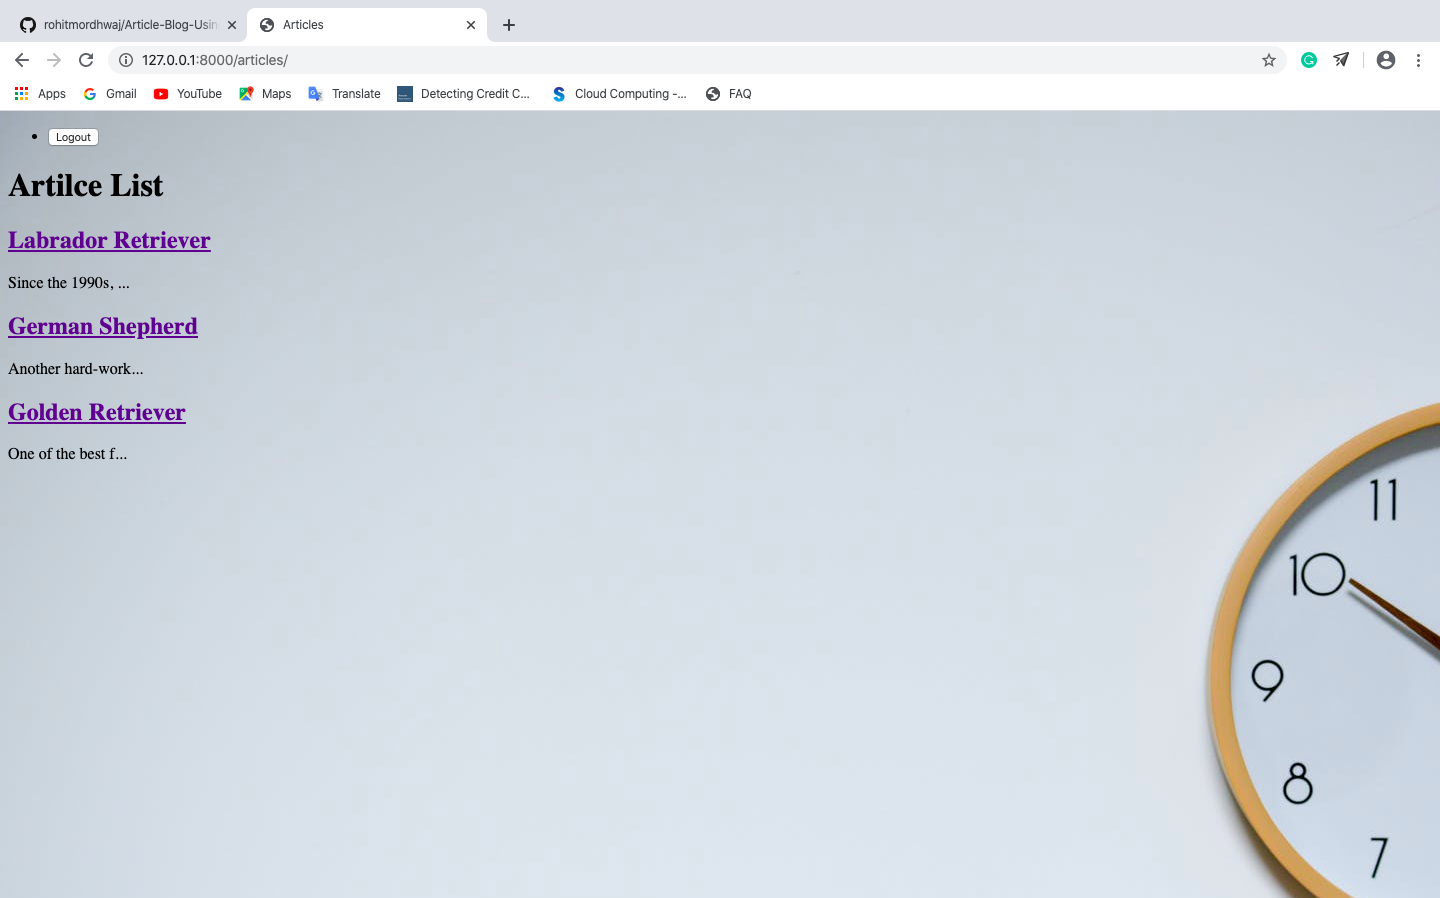 rohitmordhwaj/Article-Blog-Usin
Articles
127.0.0.1:8000/articles/
Apps Gmail YouTube Maps Translate Detecting Credit C... Cloud Computing -... FAQ
Logout
Artilce List
Labrador Retriever
Since the 1990s, ...
German Shepherd
Another hard-work...
Golden Retriever
One of the best f...
11
10
9
8
7